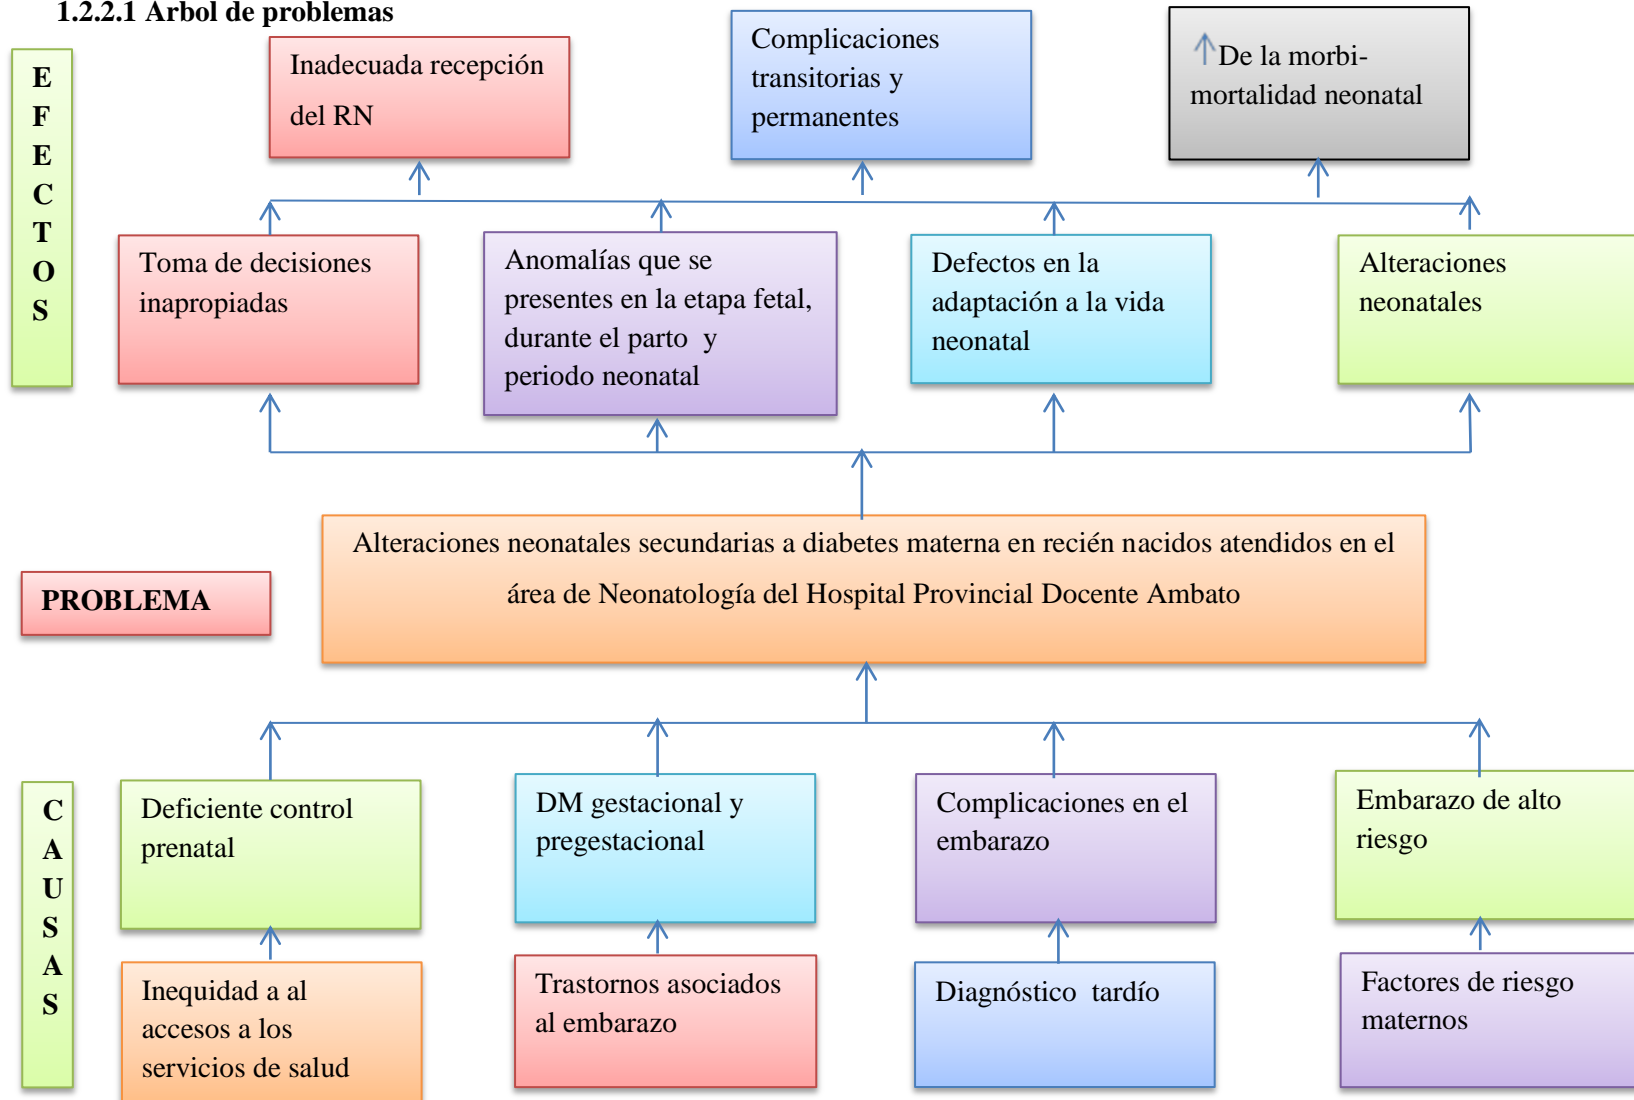 1.2.2.1 Árbol de problemas
E
F
E
C
T
O
S
Inadecuada recepción
del RN
Complicaciones
transitorias y
permanentes
De la morbi-
mortalidad neonatal
Toma de decisiones
inapropiadas
Anomalías que se
presentes en la etapa fetal,
durante el parto y
periodo neonatal
Defectos en la
adaptación a la vida
neonatal
Alteraciones
neonatales
PROBLEMA
Alteraciones neonatales secundarias a diabetes materna en recién nacidos atendidos en el
área de Neonatología del Hospital Provincial Docente Ambato
C
A
U
S
A
S
Deficiente control
prenatal
DM gestacional y
pregestacional
Complicaciones en el
embarazo
Embarazo de alto
riesgo
Inequidad a al
accesos a los
servicios de salud
Trastornos asociados
al embarazo
Diagnóstico tardío
Factores de riesgo
maternos